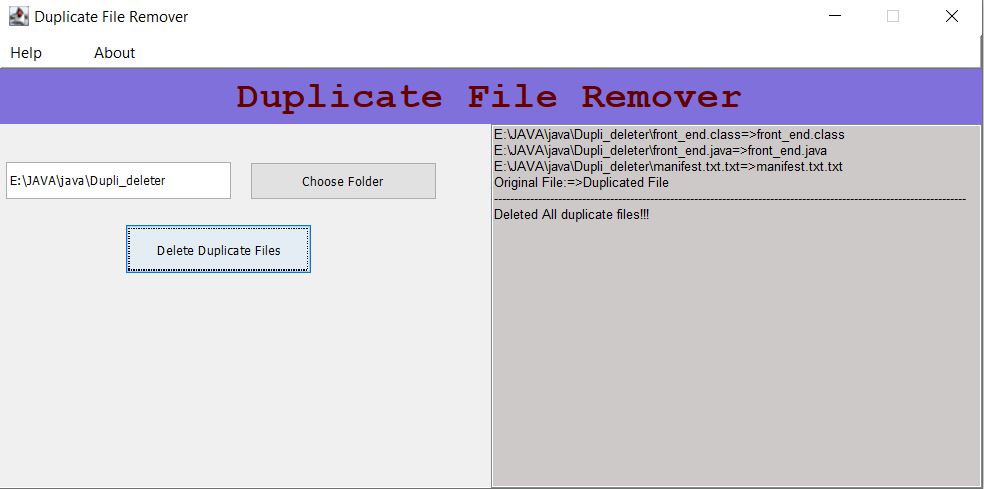 Duplicate File Remover
Help About
Duplicate File Remover
E:\JAVA\java\Dupli_deleter
Choose Folder
Delete Duplicate Files
E:\JAVA\java\Dupli_deleter\front_end.class=>front_end.class
E:\JAVA\java\Dupli_deleter\front_end.java=>front_end.java
E:\JAVA\java\Dupli_deleter\manifest.txt.txt=>manifest.txt.txt
Original File:=>Duplicated File
Deleted All duplicate files!!!